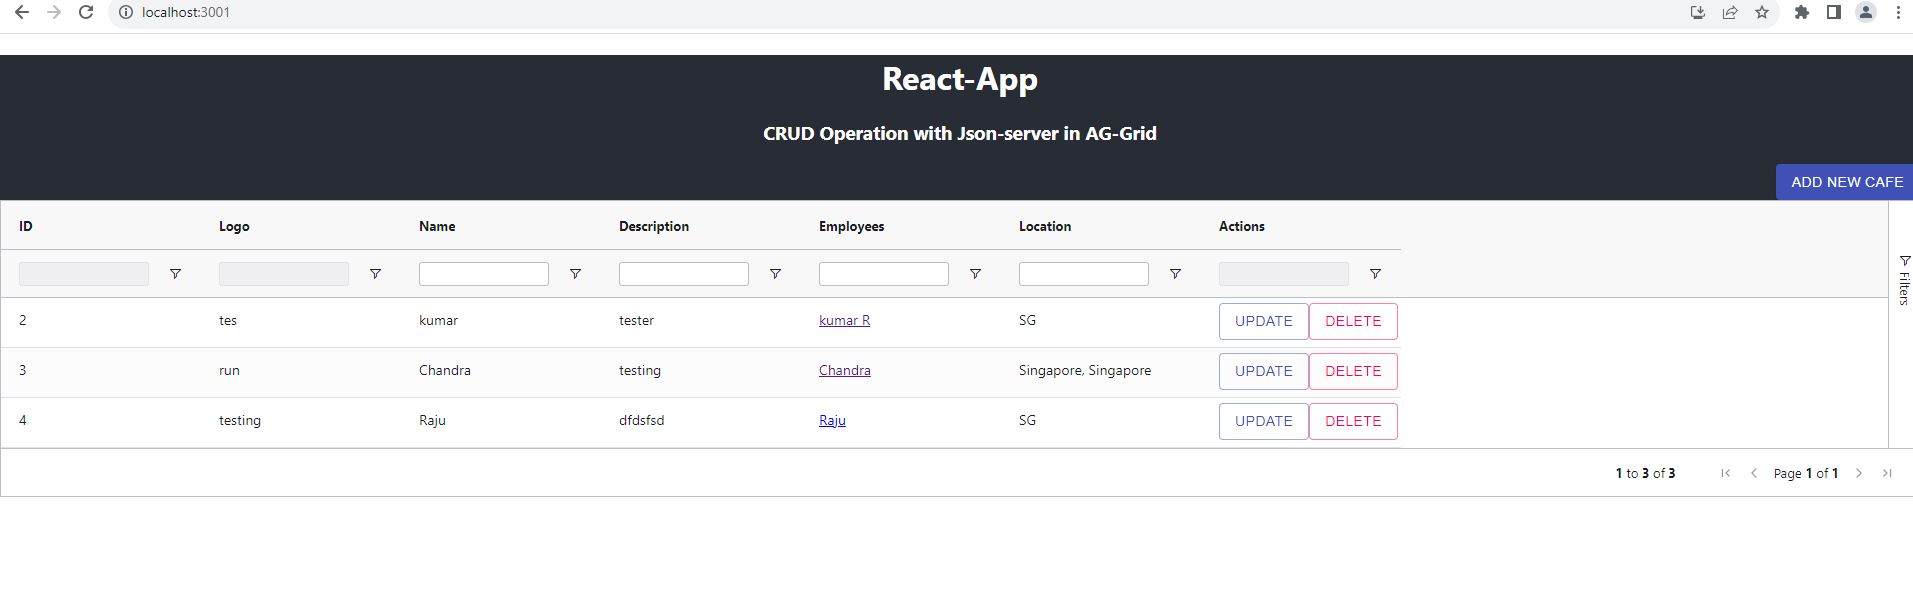 localhost:3001
React-App
CRUD Operation with Json-server in AG-Grid
ADD NEW CAFE
ID Logo Name Description Employees Location Actions
Filters
2 tes kumar tester kumar R SG UPDATE DELETE
3 run Chandra testing Chandra Singapore, Singapore UPDATE DELETE
4 testing Raju dfdsfsd Raju SG UPDATE DELETE
1 to 3 of 3 Page 1 of 1